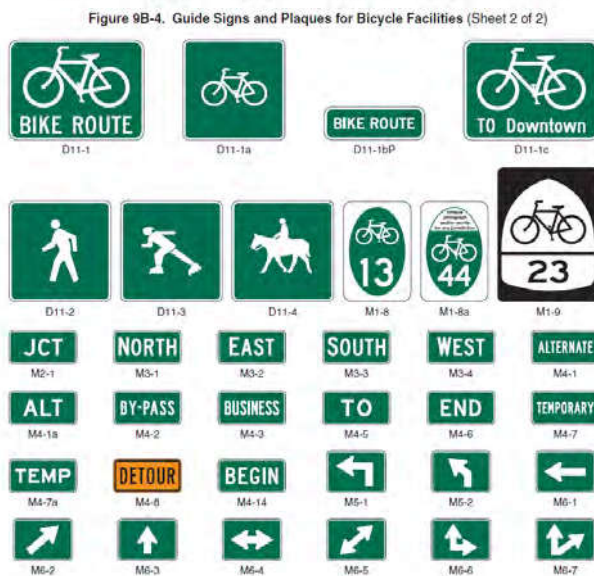 Figure 9B-4. Guide Signs and Plaques for Bicycle Facilities (Sheet 2 of 2)
BIKE ROUTE
BIKE ROUTE
TO Downtown
D11-1
D11-1a
D11-1bP
D11-1c
13
44
23
D11-2
D11-3
D11-4
M1-8
M1-8a
M1-9
JCT
NORTH
EAST
SOUTH
WEST
ALTERNATE
M2-1
M3-1
M3-2
M3-3
M3-4
M4-1
ALT
BY-PASS
BUSINESS
TO
END
TEMPORARY
M4-1a
M4-2
M4-3
M4-5
M4-6
M4-7
TEMP
DETOUR
BEGIN
M4-7a
M4-8
M4-14
M5-1
M5-2
M6-1
M6-2
M6-3
M6-4
M6-5
M6-6
M6-7